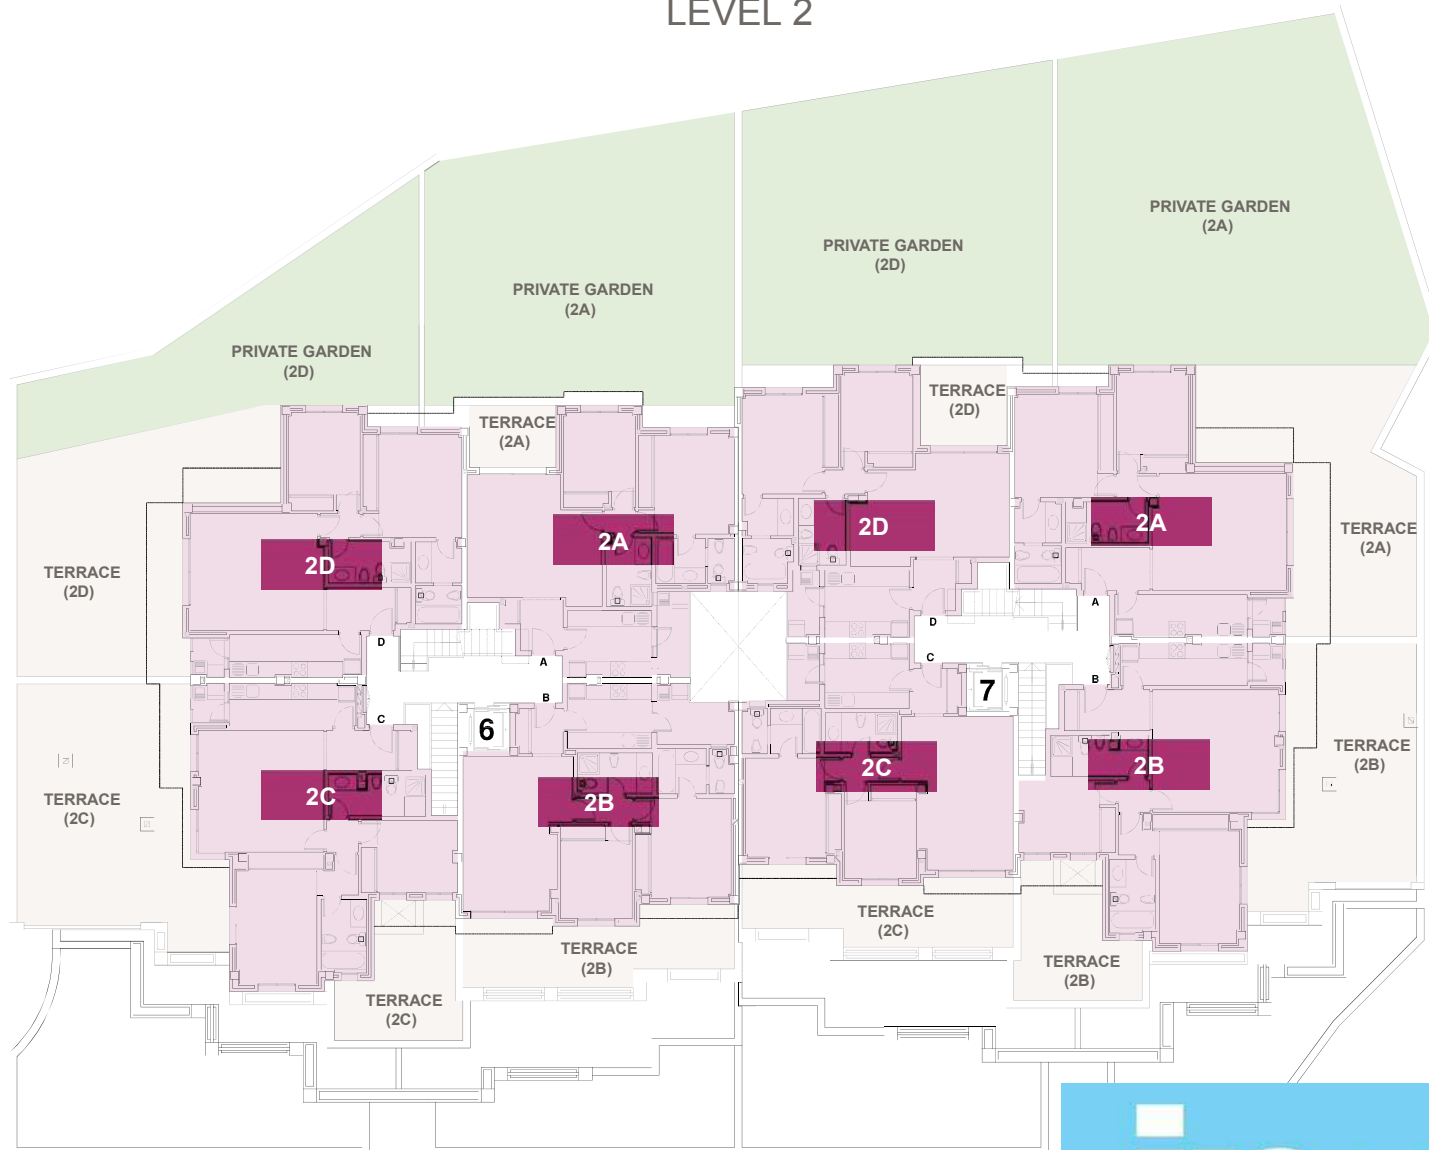 LEVEL 2
PRIVATE GARDEN
(2A)
PRIVATE GARDEN
(2D)
PRIVATE GARDEN
(2A)
PRIVATE GARDEN
(2D)
TERRACE
(2D)
TERRACE
(2A)
2D
2A
TERRACE
(2A)
2A
2D
TERRACE
(2D)
A
D
C
B
D
A
B
C
7
6
TERRACE
(2B)
2C
2B
TERRACE
(2C)
2C
2B
TERRACE
(2C)
TERRACE
(2B)
TERRACE
(2B)
TERRACE
(2C)